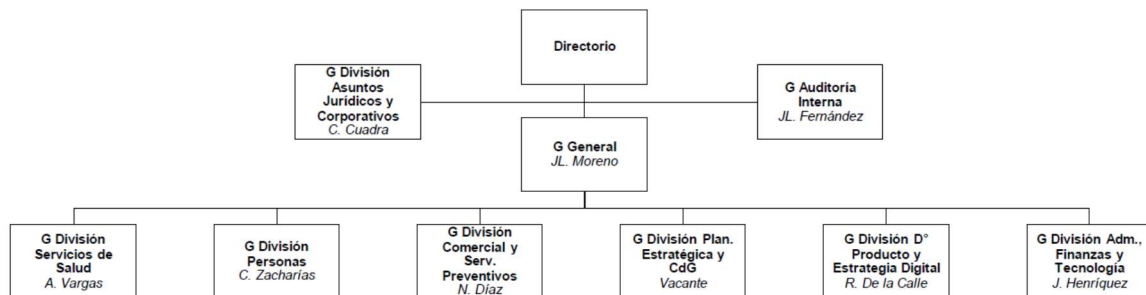 Directorio
G División
Asuntos
Jurídicos y
Corporativos
C. Cuadra
G Auditoría
Interna
JL. Fernández
G General
JL. Moreno
G División
Servicios de
Salud
A. Vargas
G División
Personas
C. Zacharías
G División
Comercial y
Serv.
Preventivos
N. Díaz
G División Plan.
Estratégica y
CdG
Vacante
G División D°
Producto y
Estrategia Digital
R. De la Calle
G División Adm.,
Finanzas y
Tecnología
J. Henríquez